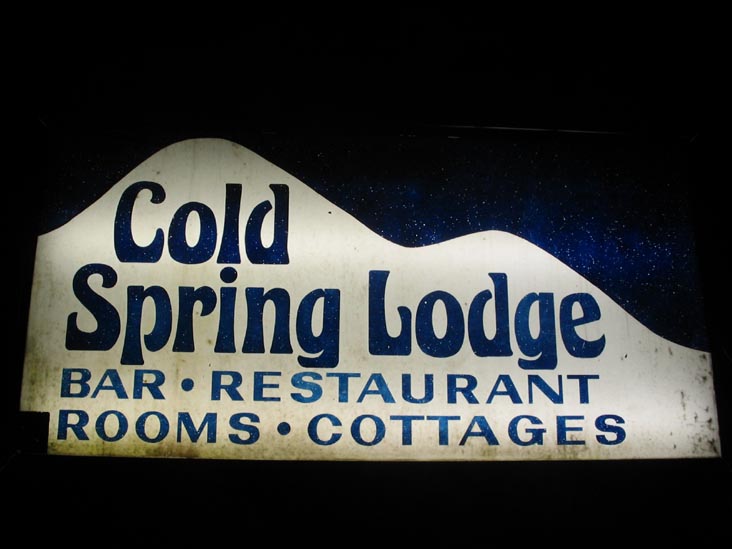 Cold
Spring Lodge
BAR • RESTAURANT
ROOMS • COTTAGES